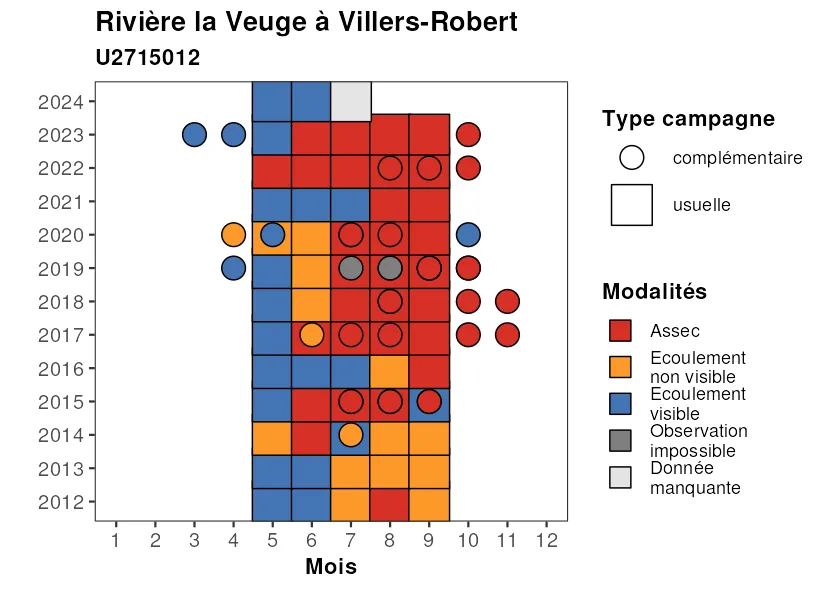 Rivière la Veuge à Villers-Robert
U2715012
2024
2023
2022
2021
2020
2019
2018
2017
2016
2015
2014
2013
2012
1 2 3 4 5 6 7 8 9 10 11 12
Mois
Type campagne
complémentaire
usuelle
Modalités
Assec
Ecoulement
non visible
Ecoulement
visible
Observation
impossible
Donnée
manquante